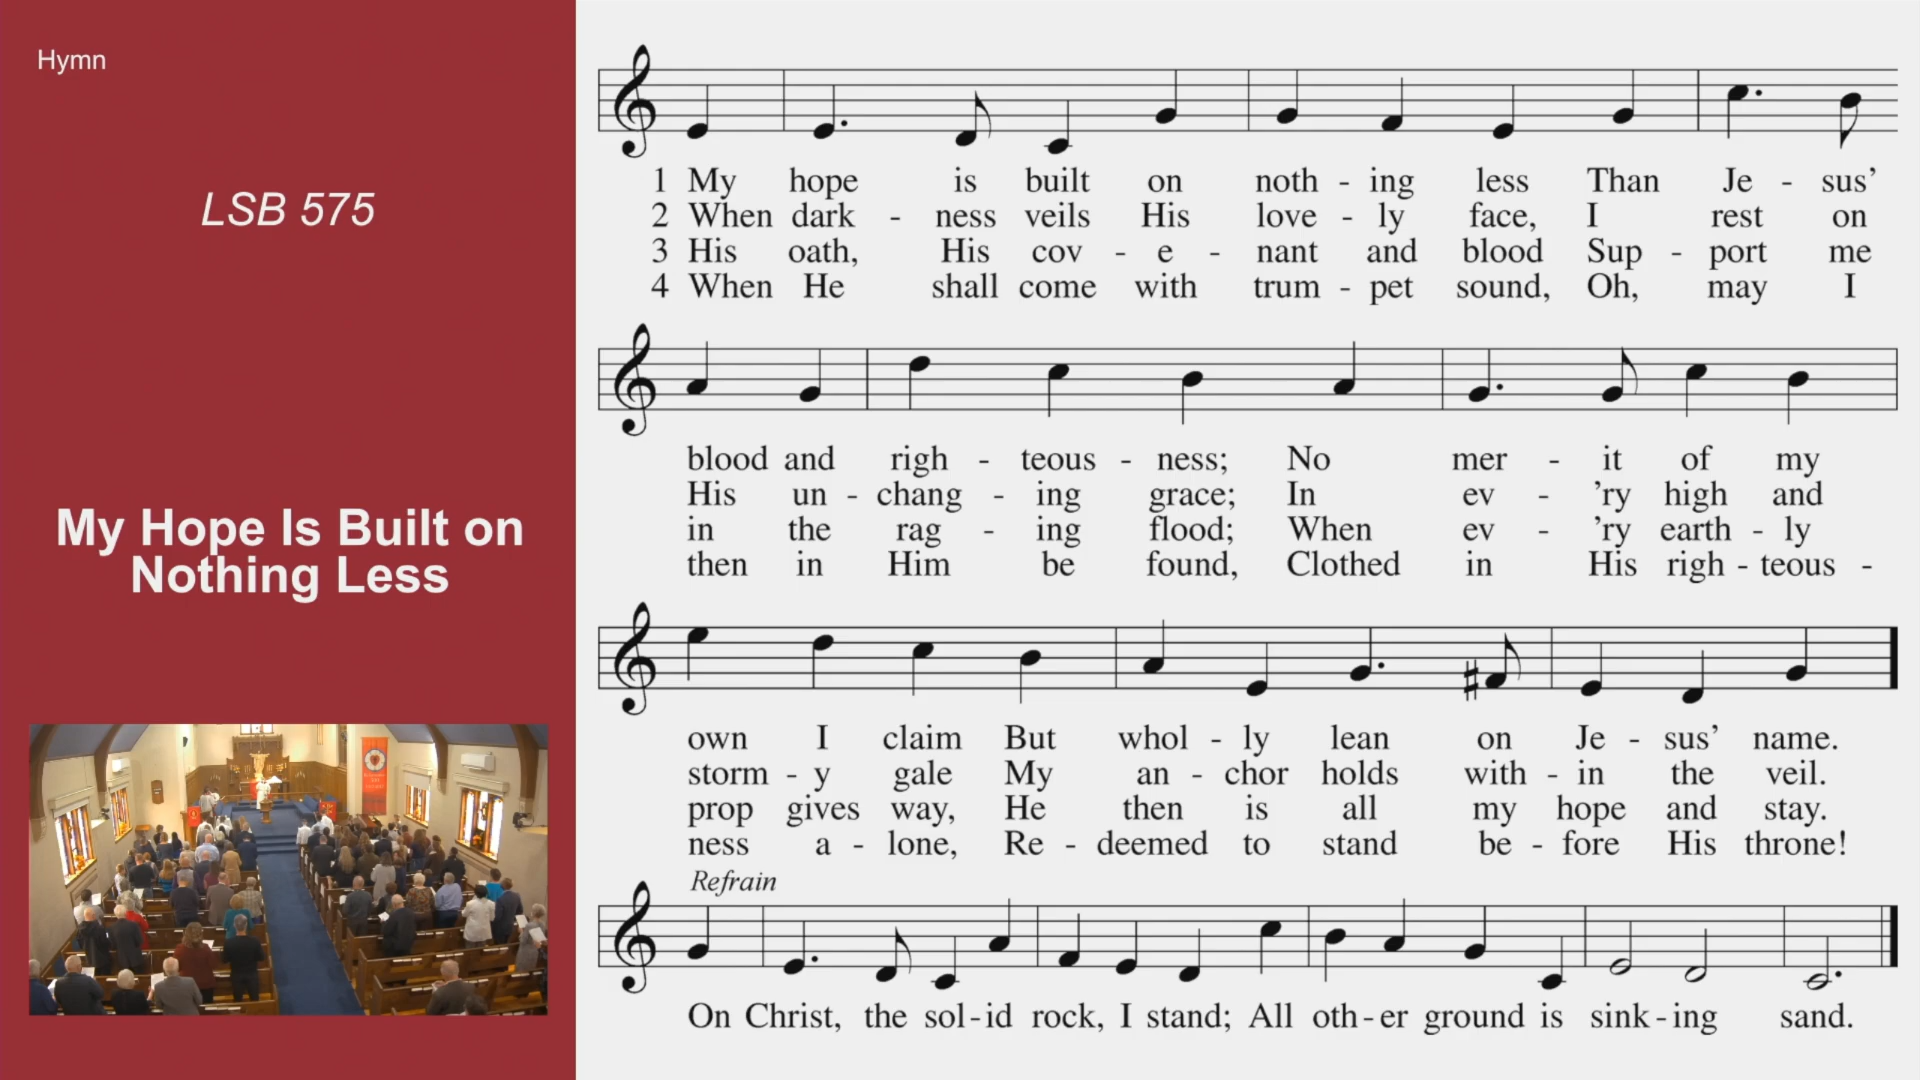 Hymn
LSB 575
My Hope Is Built on
Nothing Less
1 My hope is built on noth - ing less Than Je - sus’
2 When dark - ness veils His love - ly face, I rest on
3 His oath, His cov - e - nant and blood Sup - port me
4 When He shall come with trum - pet sound, Oh, may I
blood and righ - teous - ness; No mer - it of my
His un - chang - ing grace; In ev - ’ry high and
in the rag - ing flood; When ev - ’ry earth - ly
then in Him be found, Clothed in His righ - teous -
own I claim But whol - ly lean on Je - sus’ name.
storm - y gale My an - chor holds with - in the veil.
prop gives way, He then is all my hope and stay.
ness a - lone, Re - deemed to stand be - fore His throne!
Refrain
On Christ, the sol - id rock, I stand; All oth - er ground is sink - ing sand.